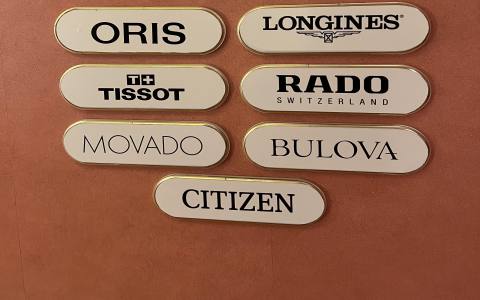 ORIS
LONGINES®
T+
TISSOT
RADO
SWITZERLAND
MOVADO
BULOVA
CITIZEN